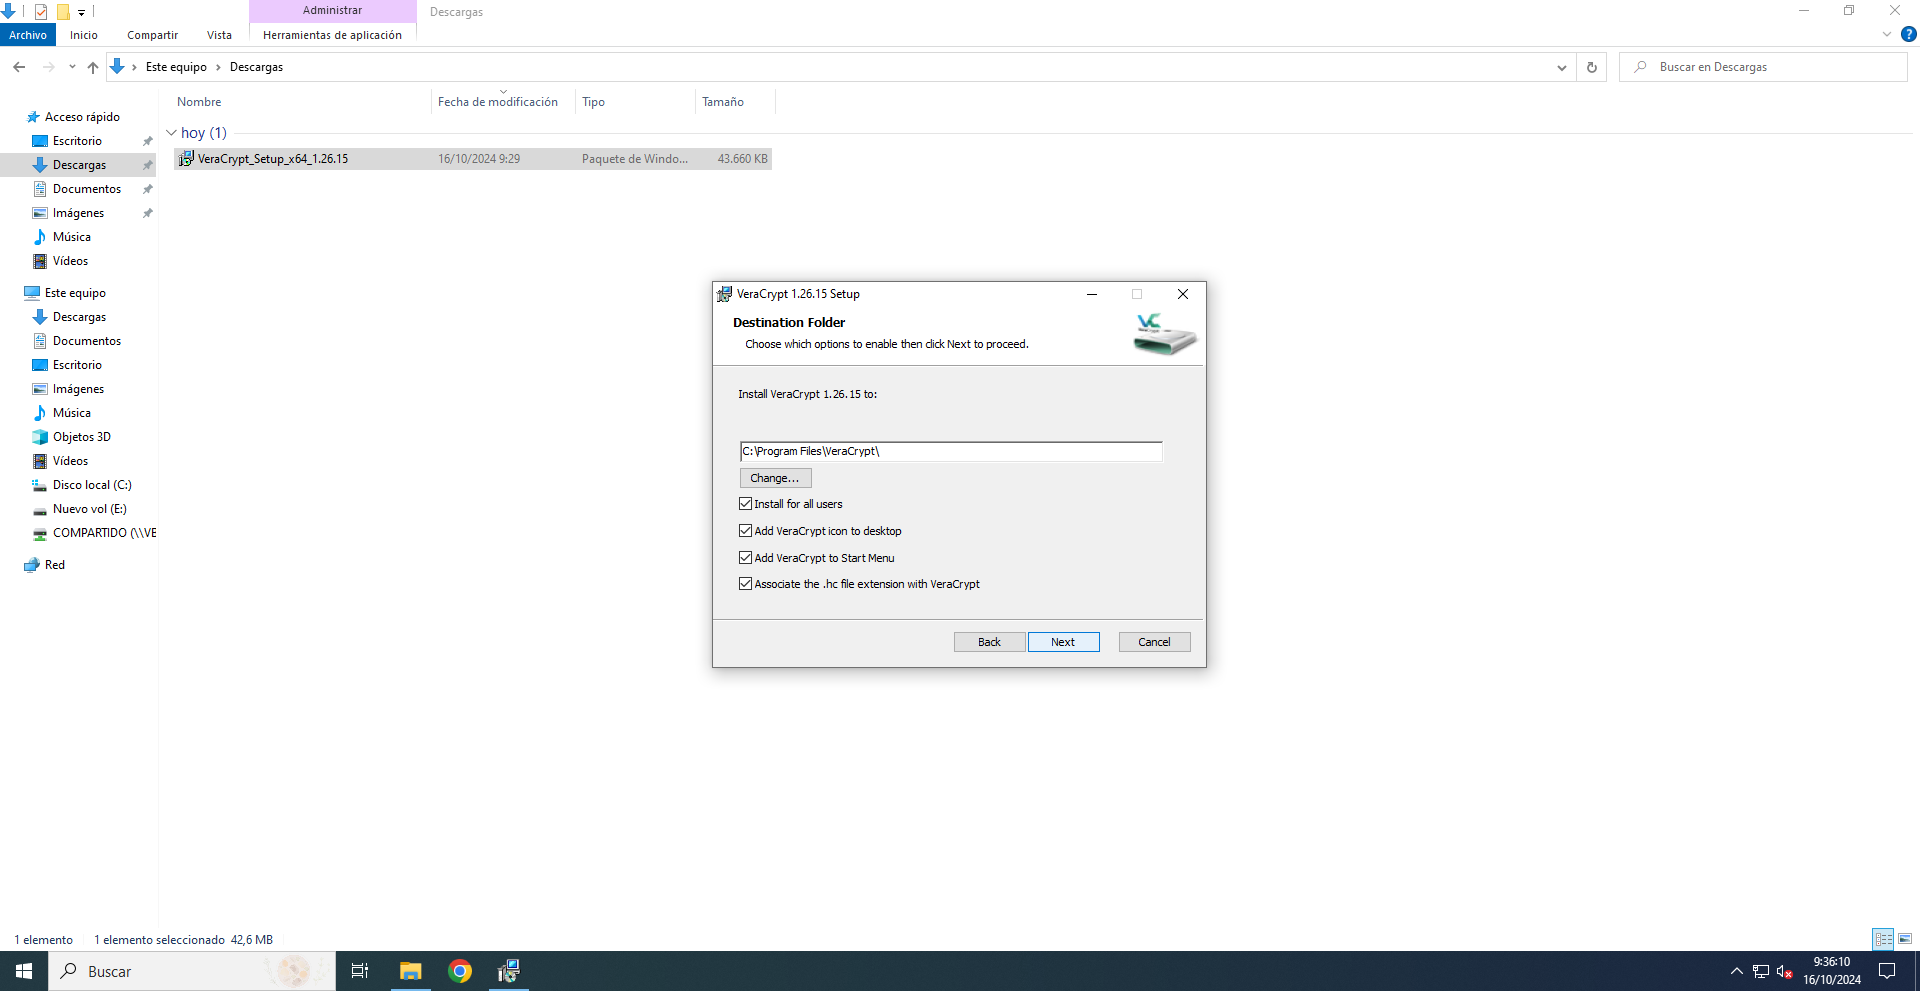 Administrar
Descargas
Archivo
Inicio
Compartir
Vista
Herramientas de aplicación
Este equipo
Descargas
Buscar en Descargas
Nombre
Fecha de modificación
Tipo
Tamaño
hoy (1)
VeraCrypt_Setup_x64_1.26.15
16/10/2024 9:29
Paquete de Windo...
43.660 KB
Acceso rápido
Escritorio
Descargas
Documentos
Imágenes
Música
Vídeos
Este equipo
Descargas
Documentos
Escritorio
Imágenes
Música
Objetos 3D
Vídeos
Disco local (C:)
Nuevo vol (E:)
COMPARTIDO (\\VE
Red
VeraCrypt 1.26.15 Setup
Destination Folder
Choose which options to enable then click Next to proceed.
Install VeraCrypt 1.26.15 to:
C:\Program Files\VeraCrypt\
Change...
Install for all users
Add VeraCrypt icon to desktop
Add VeraCrypt to Start Menu
Associate the .hc file extension with VeraCrypt
Back
Next
Cancel
1 elemento
1 elemento seleccionado 42,6 MB
Buscar
9:36:10
16/10/2024